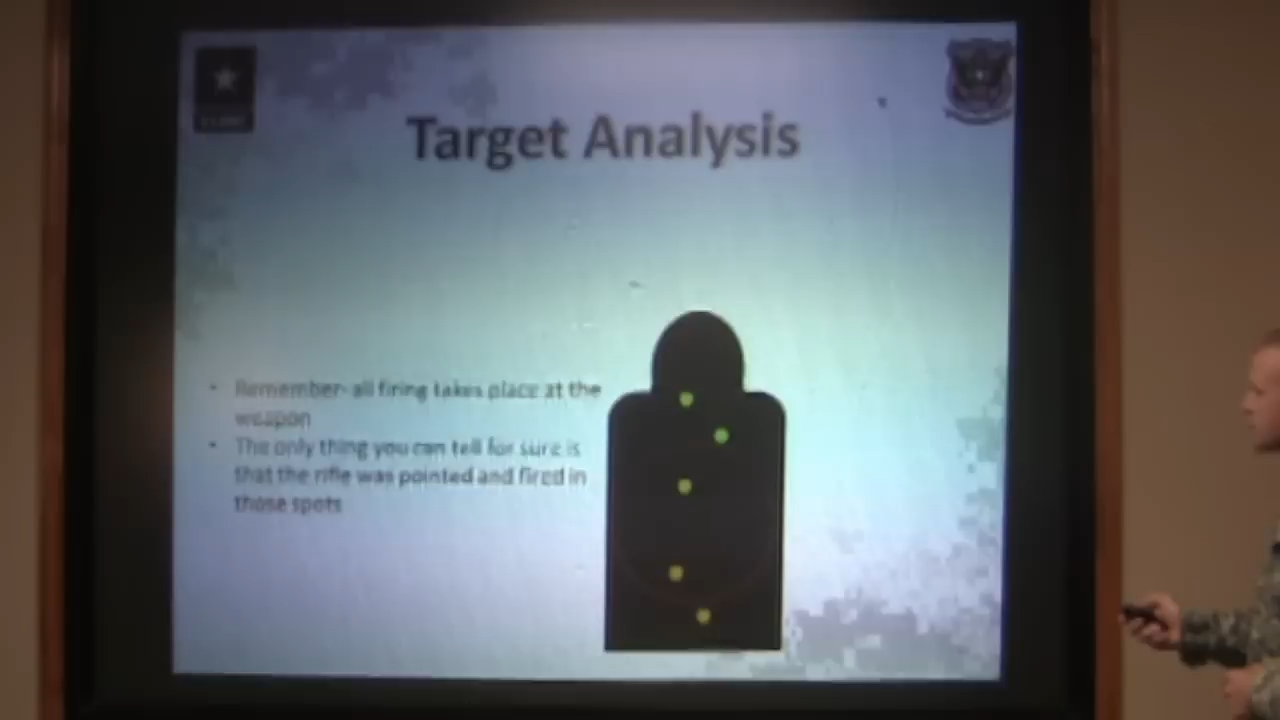 Target Analysis
• Remember- all firing takes place at the
weapon
• The only thing you can tell for sure is
that the rifle was pointed and fired in
those spots